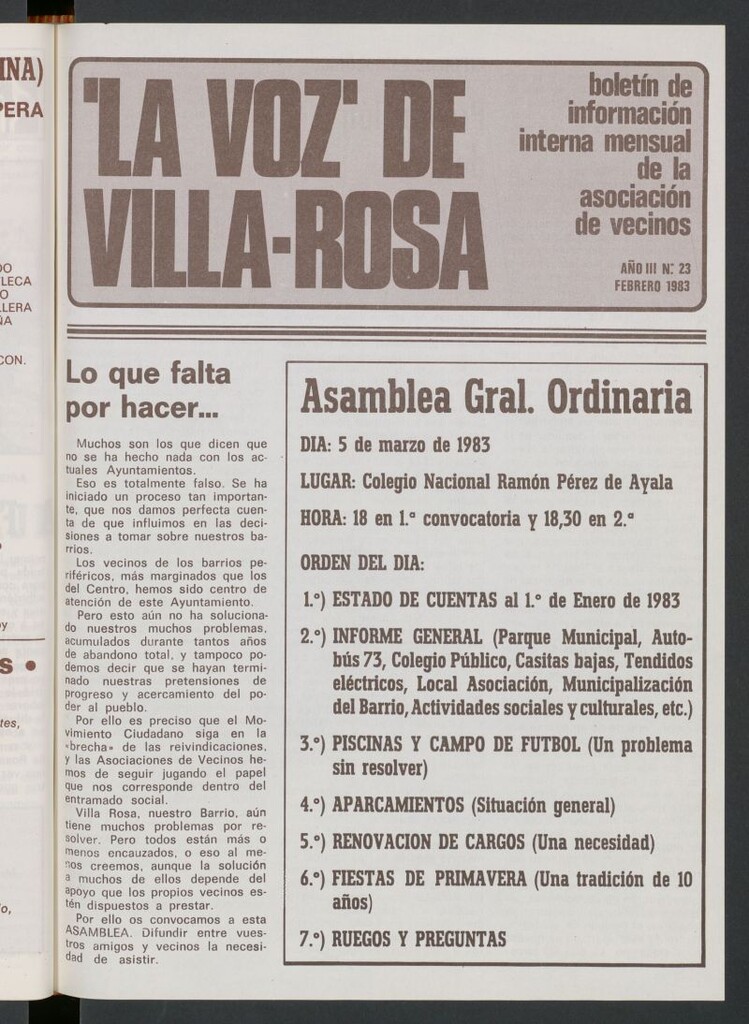 INA)
PERA
DO
LECA
O
LLERA
ÑA
CON.
by
S •
tes,
o,
"LA VOZ" DE
VILLA-ROSA
boletín de
información
interna mensual
de la
asociación
de vecinos
AÑO III N.º 23
FEBRERO 1983
Lo que falta
por hacer...
Muchos son los que dicen que
no se ha hecho nada con los ac-
tuales Ayuntamientos.
Eso es totalmente falso. Se ha
iniciado un proceso tan importan-
te, que nos damos perfecta cuen-
ta de que influimos en las deci-
siones a tomar sobre nuestros ba-
rrios.
Los vecinos de los barrios pe-
riféricos, más marginados que los
del Centro, hemos sido centro de
atención de este Ayuntamiento.
Pero esto aún no ha soluciona-
do nuestros muchos problemas,
acumulados durante tantos años
de abandono total, y tampoco po-
demos decir que se hayan termi-
nado nuestras pretensiones de
progreso y acercamiento del po-
der al pueblo.
Por ello es preciso que el Mo-
vimiento Ciudadano siga en la
«brecha» de las reivindicaciones,
y las Asociaciones de Vecinos he-
mos de seguir jugando el papel
que nos corresponde dentro del
entramado social.
Villa Rosa, nuestro Barrio, aún
tiene muchos problemas por re-
solver. Pero todos están más o
menos encauzados, o eso al me-
nos creemos, aunque la solución
a muchos de ellos depende del
apoyo que los propios vecinos es-
tén dispuestos a prestar.
Por ello os convocamos a esta
ASAMBLEA. Difundir entre vues-
tros amigos y vecinos la necesi-
dad de asistir.
Asamblea Gral. Ordinaria
DIA: 5 de marzo de 1983
LUGAR: Colegio Nacional Ramón Pérez de Ayala
HORA: 18 en 1.ª convocatoria y 18,30 en 2.ª
ORDEN DEL DIA:
1.º) ESTADO DE CUENTAS al 1.º de Enero de 1983
2.º) INFORME GENERAL (Parque Municipal, Auto-
bús 73, Colegio Público, Casitas bajas, Tendidos
eléctricos, Local Asociación, Municipalización
del Barrio, Actividades sociales y culturales, etc.)
3.º) PISCINAS Y CAMPO DE FUTBOL (Un problema
sin resolver)
4.º) APARCAMIENTOS (Situación general)
5.º) RENOVACION DE CARGOS (Una necesidad)
6.º) FIESTAS DE PRIMAVERA (Una tradición de 10
años)
7.º) RUEGOS Y PREGUNTAS